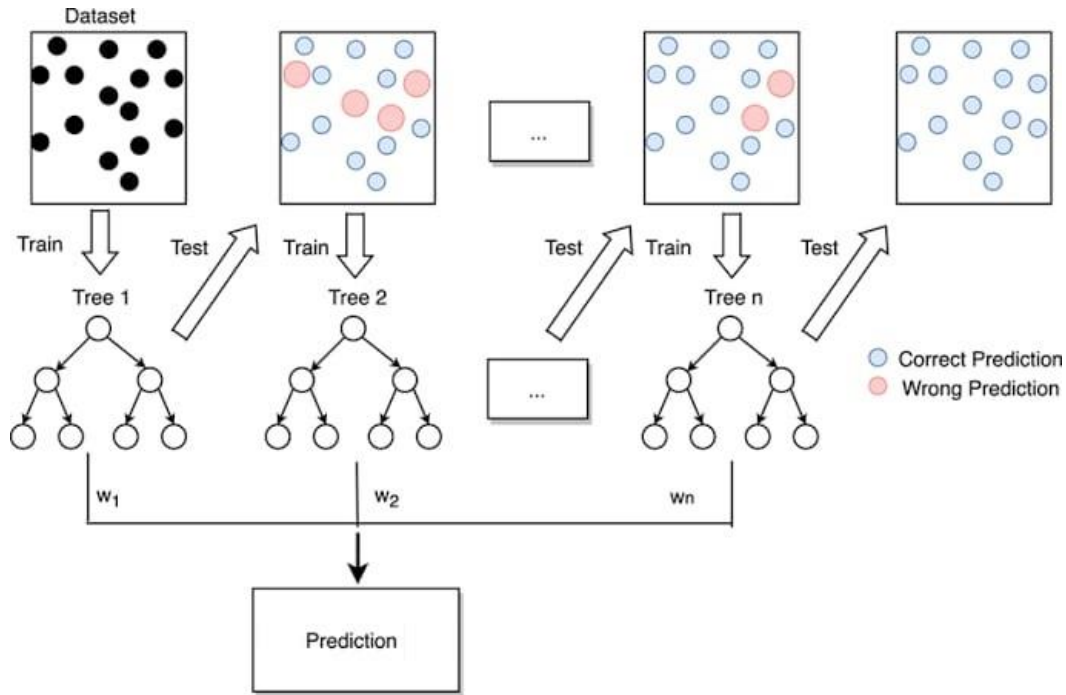 Dataset
...
Train
Test
Train
Test
Train
Test
Tree 1
Tree 2
Tree n
Correct Prediction
...
Wrong Prediction
w1
w2
wn
Prediction